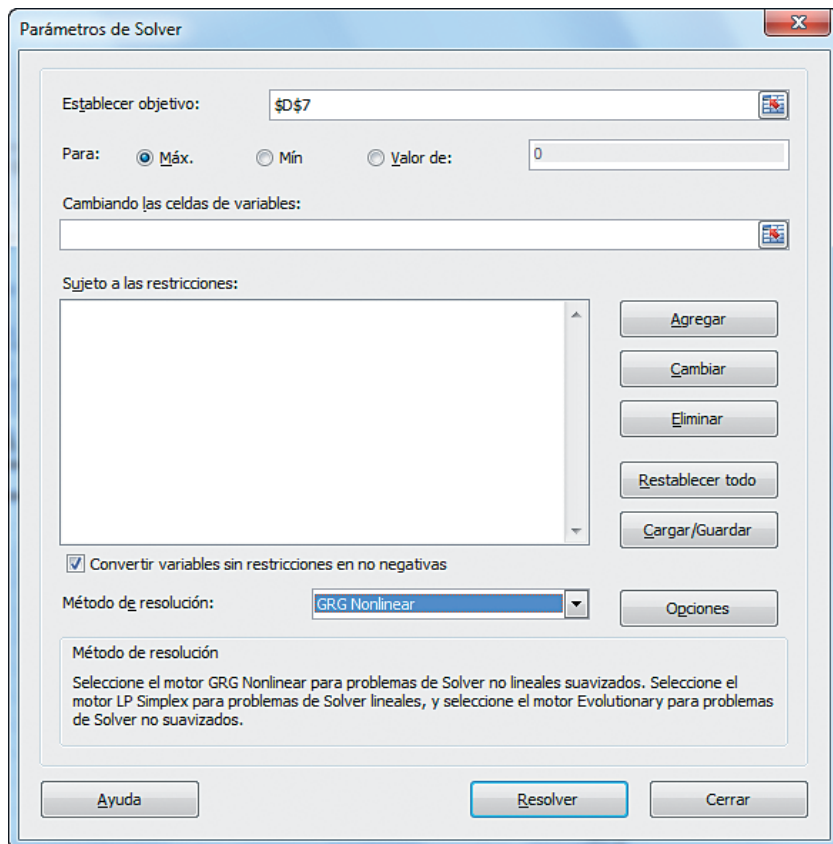 Parámetros de Solver
Establecer objetivo:
$D$7
Para:
Máx.
Mín
Valor de:
0
Cambiando las celdas de variables:
Sujeto a las restricciones:
Agregar
Cambiar
Eliminar
Restablecer todo
Cargar/Guardar
Convertir variables sin restricciones en no negativas
Método de resolución:
GRG Nonlinear
Opciones
Método de resolución
Seleccione el motor GRG Nonlinear para problemas de Solver no lineales suavizados. Seleccione el
motor LP Simplex para problemas de Solver lineales, y seleccione el motor Evolutionary para problemas
de Solver no suavizados.
Ayuda
Resolver
Cerrar